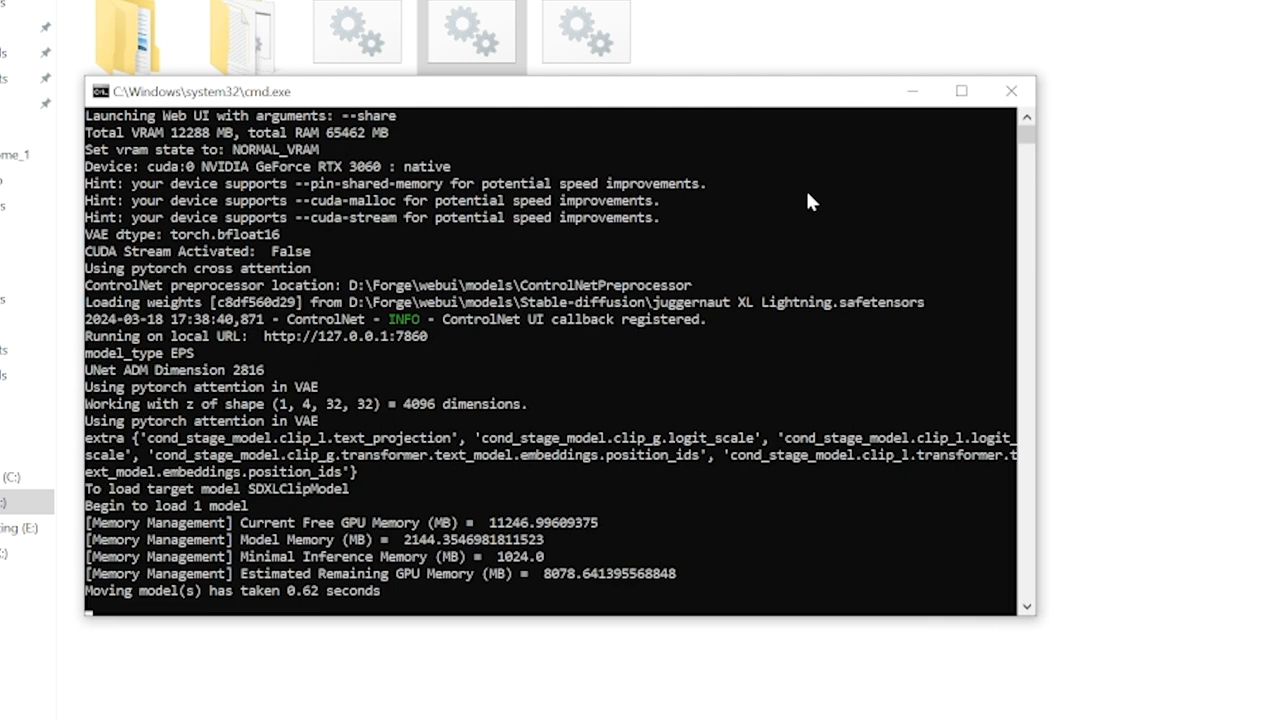 C:\Windows\system32\cmd.exe
Launching Web UI with arguments: --share
Total VRAM 12288 MB, total RAM 65462 MB
Set vram state to: NORMAL_VRAM
Device: cuda:0 NVIDIA GeForce RTX 3060 : native
Hint: your device supports --pin-shared-memory for potential speed improvements.
Hint: your device supports --cuda-malloc for potential speed improvements.
Hint: your device supports --cuda-stream for potential speed improvements.
VAE dtype: torch.bfloat16
CUDA Stream Activated:  False
Using pytorch cross attention
ControlNet preprocessor location: D:\Forge\webui\models\ControlNetPreprocessor
Loading weights [c8df560d29] from D:\Forge\webui\models\Stable-diffusion\juggernaut XL Lightning.safetensors
2024-03-18 17:38:40,871 - ControlNet - INFO - ControlNet UI callback registered.
Running on local URL:  http://127.0.0.1:7860
model_type EPS
UNet ADM Dimension 2816
Using pytorch attention in VAE
Working with z of shape (1, 4, 32, 32) = 4096 dimensions.
Using pytorch attention in VAE
extra {'cond_stage_model.clip_l.text_projection', 'cond_stage_model.clip_g.logit_scale', 'cond_stage_model.clip_l.logit_
scale', 'cond_stage_model.clip_g.transformer.text_model.embeddings.position_ids', 'cond_stage_model.clip_l.transformer.t
ext_model.embeddings.position_ids'}
To load target model SDXLClipModel
Begin to load 1 model
[Memory Management] Current Free GPU Memory (MB) =  11246.99609375
[Memory Management] Model Memory (MB) =  2144.3546981811523
[Memory Management] Minimal Inference Memory (MB) =  1024.0
[Memory Management] Estimated Remaining GPU Memory (MB) =  8078.641395568848
Moving model(s) has taken 0.62 seconds
ome_1
(C:)
ing (E:)